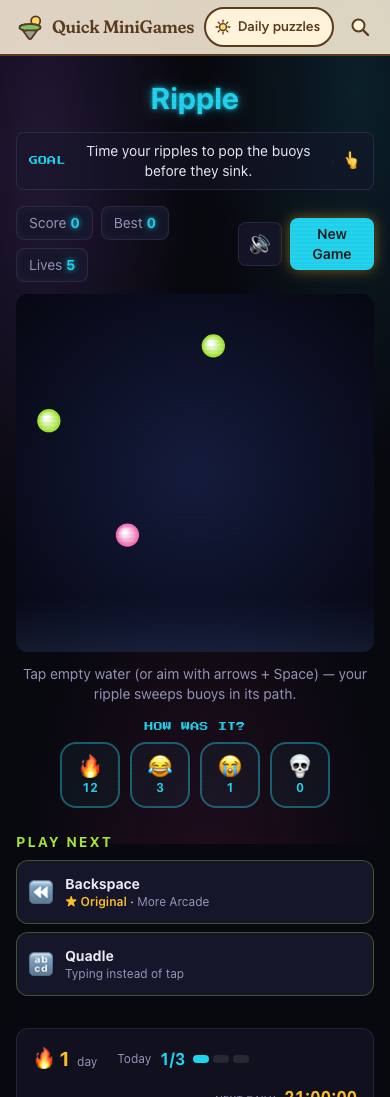 Quick MiniGames
Daily puzzles
Ripple
GOAL
Time your ripples to pop the buoys
before they sink.
Score 0
Best 0
Lives 5
New
Game
Tap empty water (or aim with arrows + Space) — your
ripple sweeps buoys in its path.
HOW WAS IT?
12
3
1
0
PLAY NEXT
Backspace
Original · More Arcade
abcd
Quadle
Typing instead of tap
1 day
Today 1/3
NEXT DAILY 21:00:00